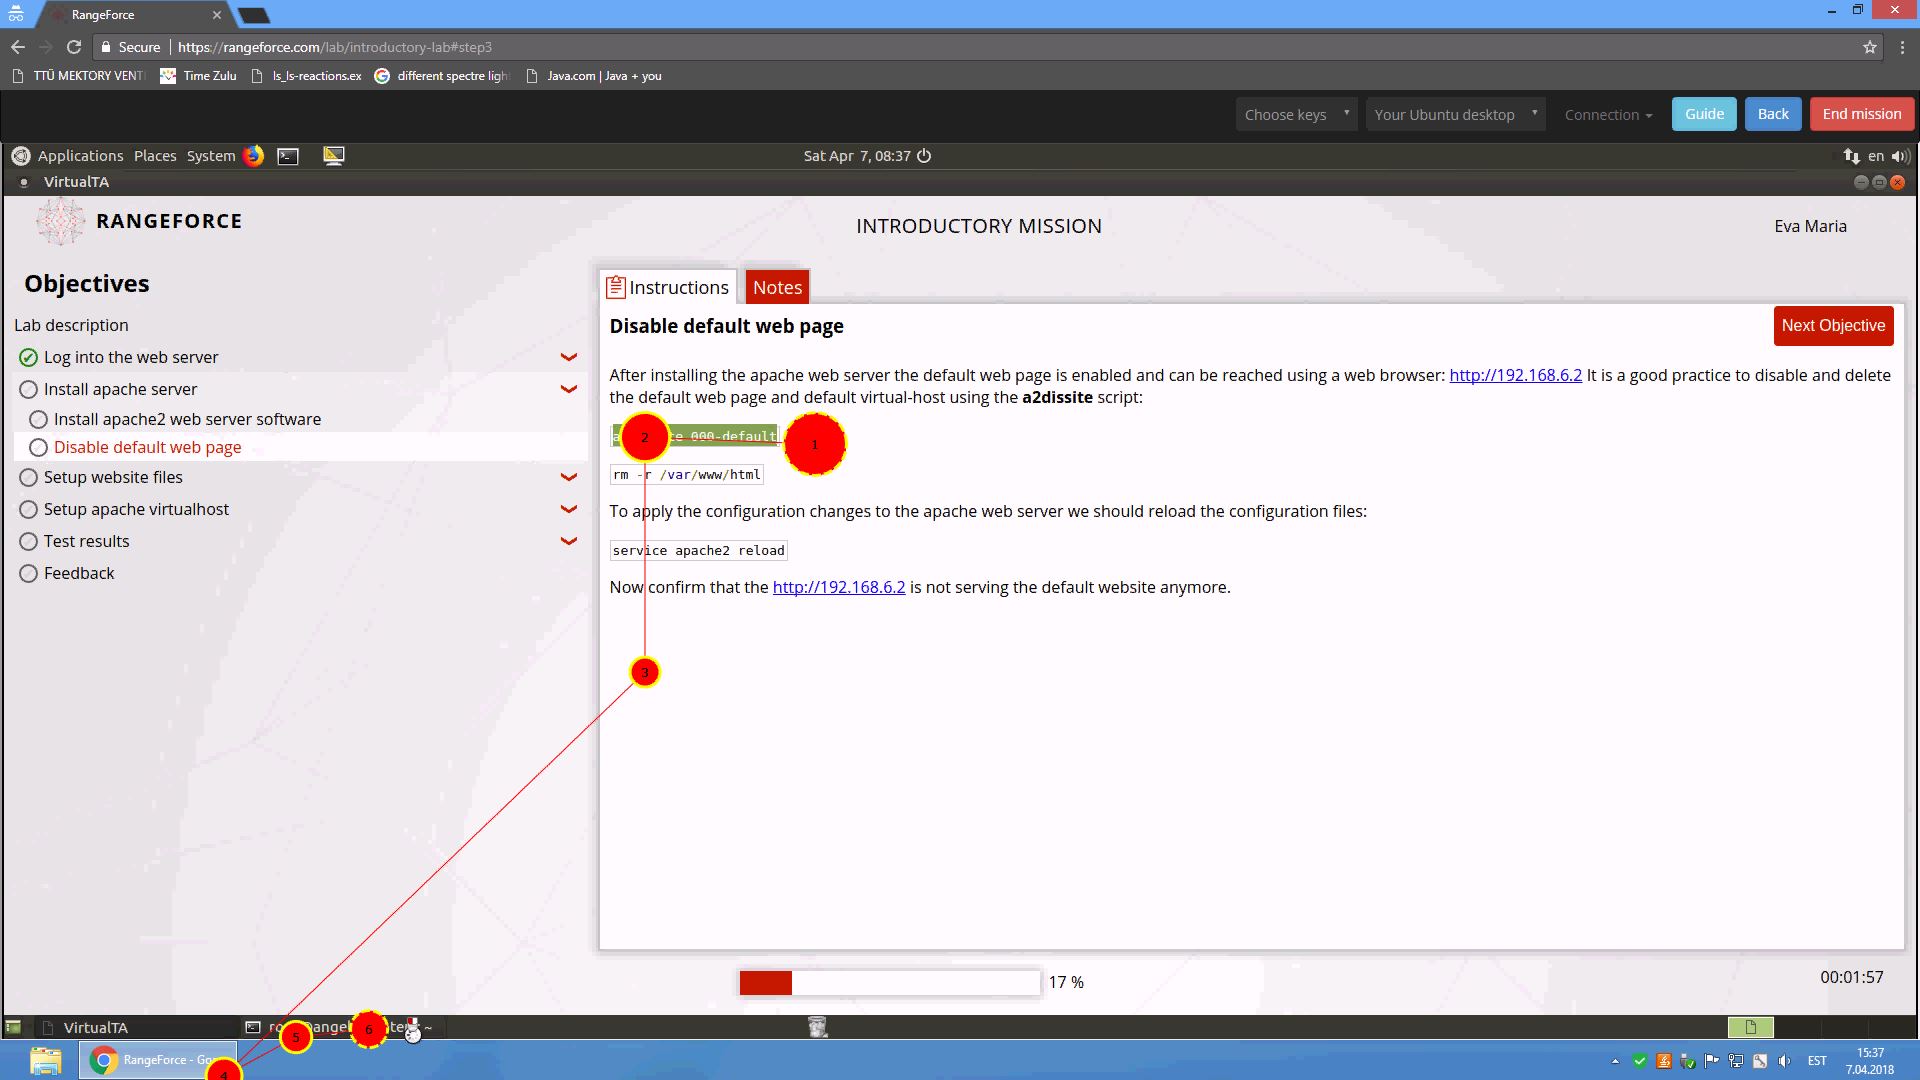 RangeForce
Secure https://rangeforce.com/lab/introductory-lab#step3
TTÜ MEKTORY VENT Time Zulu ls_ls-reactions.ex different spectre ligh Java.com | Java + you
Choose keys Your Ubuntu desktop Connection Guide Back End mission
Applications Places System Sat Apr 7, 08:37 en
VirtualTA
RANGEFORCE
INTRODUCTORY MISSION
Eva Maria
Objectives
Lab description
Log into the web server
Install apache server
Install apache2 web server software
Disable default web page
Setup website files
Setup apache virtualhost
Test results
Feedback
Instructions Notes
Disable default web page
Next Objective
After installing the apache web server the default web page is enabled and can be reached using a web browser: http://192.168.6.2 It is a good practice to disable and delete
the default web page and default virtual-host using the a2dissite script:
000-default
1
2
rm -r /var/www/html
To apply the configuration changes to the apache web server we should reload the configuration files:
service apache2 reload
Now confirm that the http://192.168.6.2 is not serving the default website anymore.
3
17 %
00:01:57
VirtualTA
5
6
~
4
RangeForce - Go
EST
15:37
7.04.2018